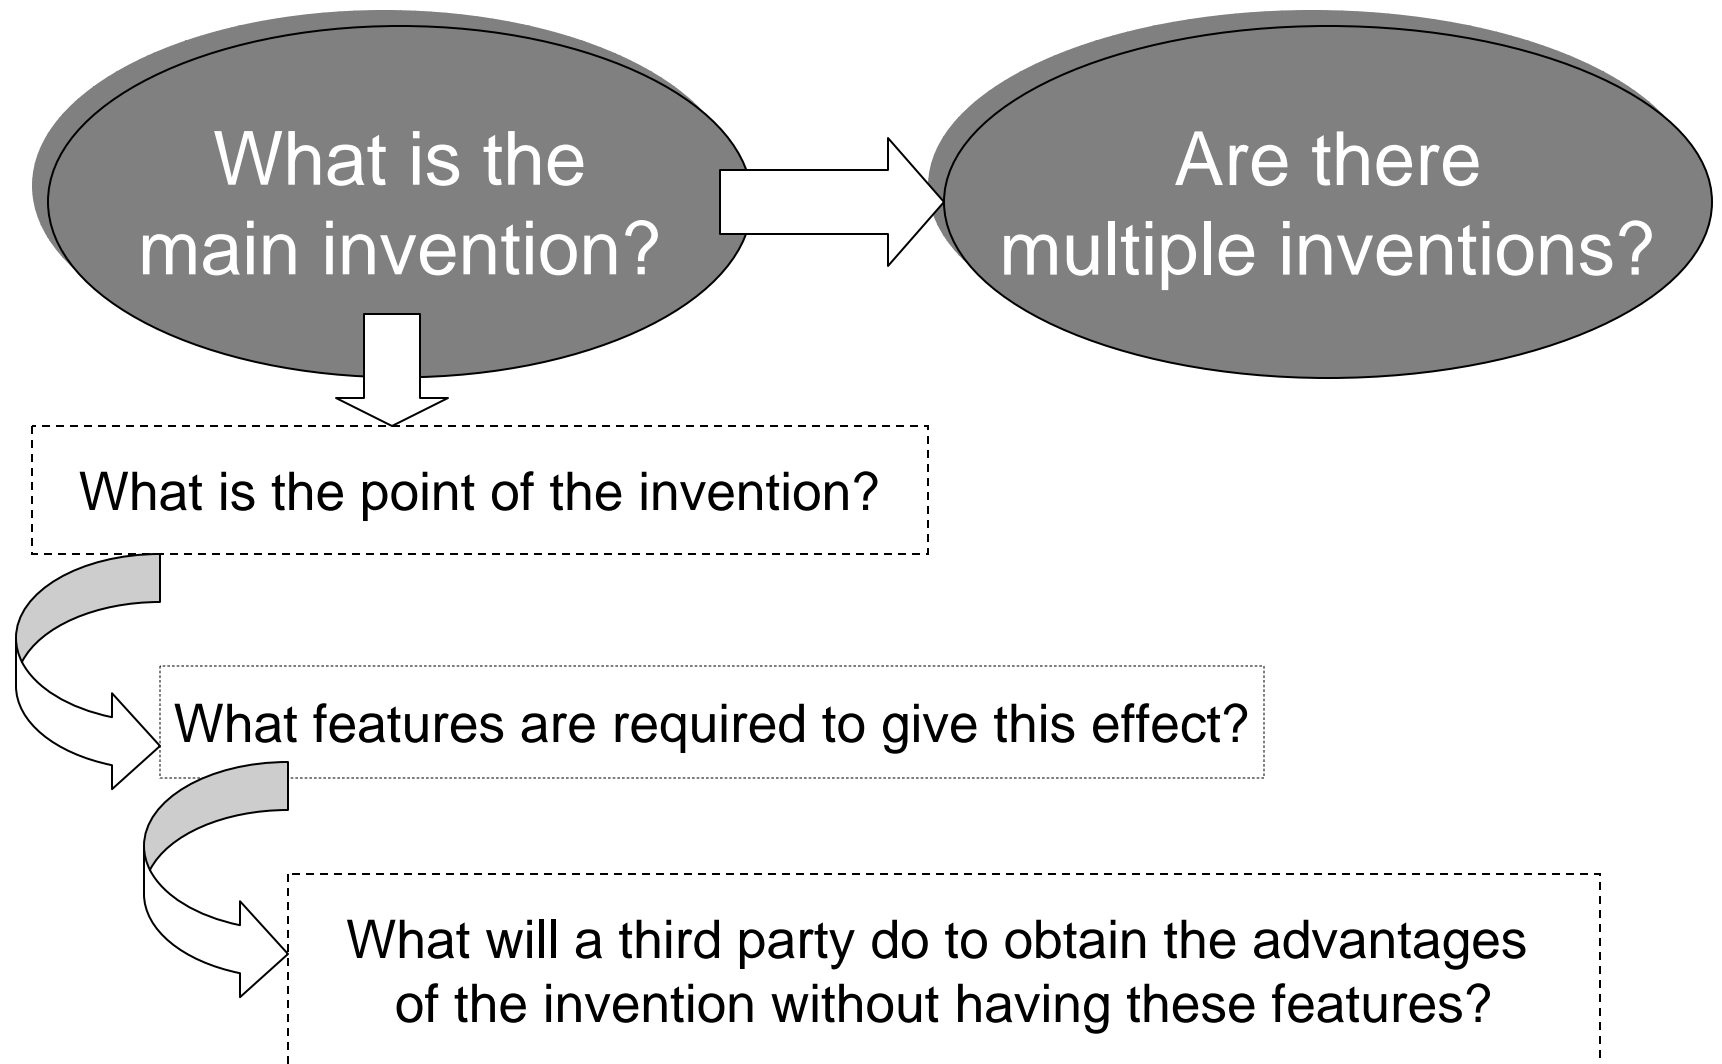 What is the
main invention?
Are there
multiple inventions?
What is the point of the invention?
What features are required to give this effect?
What will a third party do to obtain the advantages
of the invention without having these features?